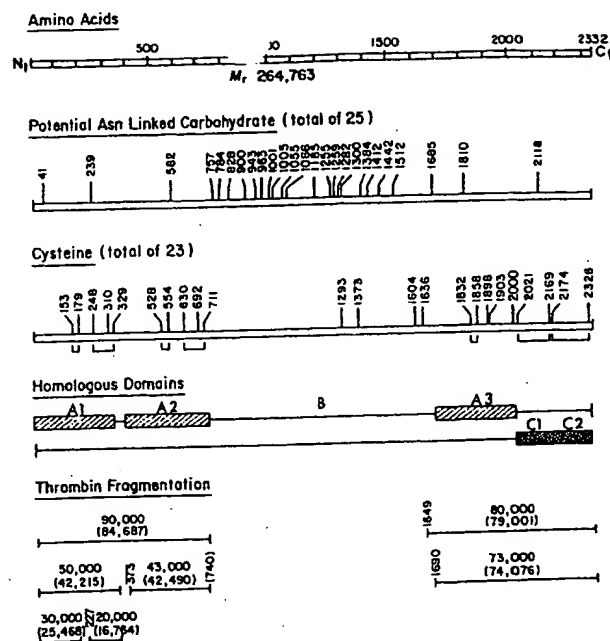 Amino Acids
500 1500 2000 2332
N C
Mr 264,763
Potential Asn Linked Carbohydrate (total of 25)
41 239 582 757 784 828 900 943 963 1001 1005 1055 1066 1185 1255 1259 1282 1300 1384 1412 1442 1512 1685 1810 2118
Cysteine (total of 23)
153 179 248 310 329 528 554 630 692 711 1293 1373 1604 1636 1832 1858 1898 1903 2000 2021 2169 2174 2326
Homologous Domains
A1 A2 B A3
C1 C2
Thrombin Fragmentation
90,000
(84,687)
1649
80,000
(79,001)
50,000
(42,215)
373
43,000
(42,490)
(740)
1690
73,000
(74,076)
30,000
(25,468)
227
20,000
(16,764)